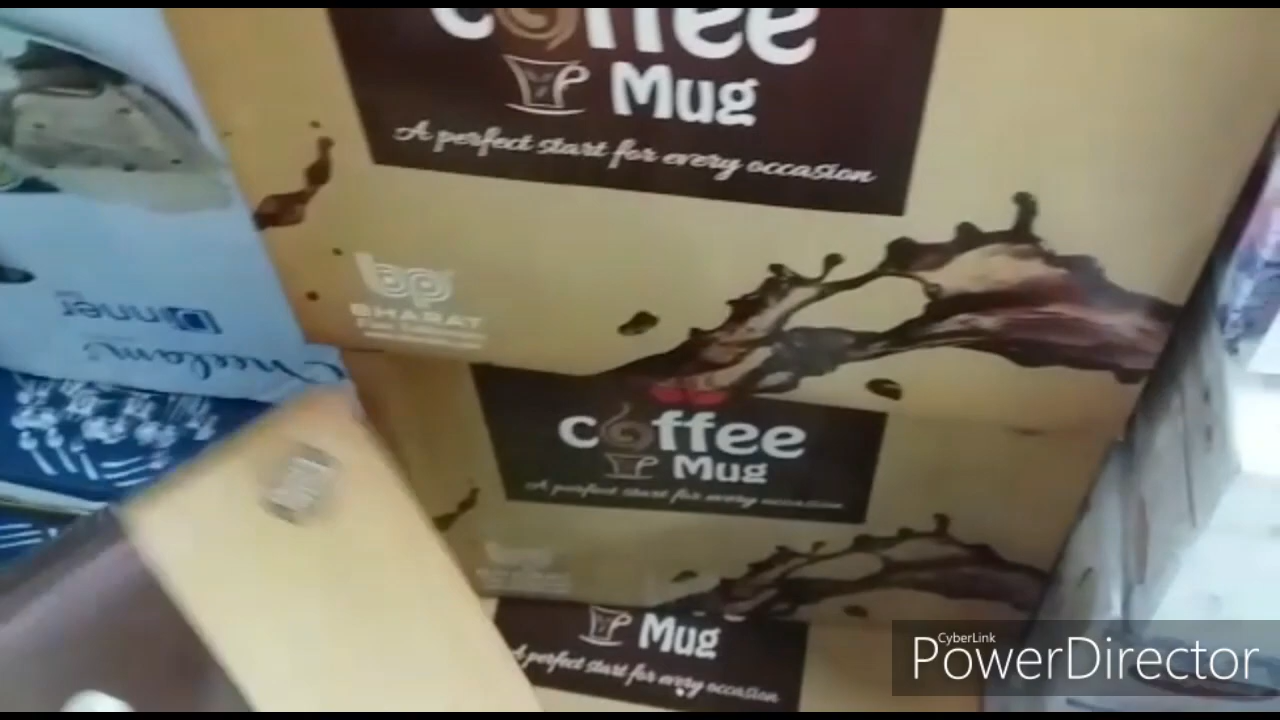 coffee
Mug
A perfect start for every occasion
bp
BHARAT
Dinner
coffee
Mug
A perfect start for every occasion
Mug
A perfect start for every occasion
CyberLink
PowerDirector